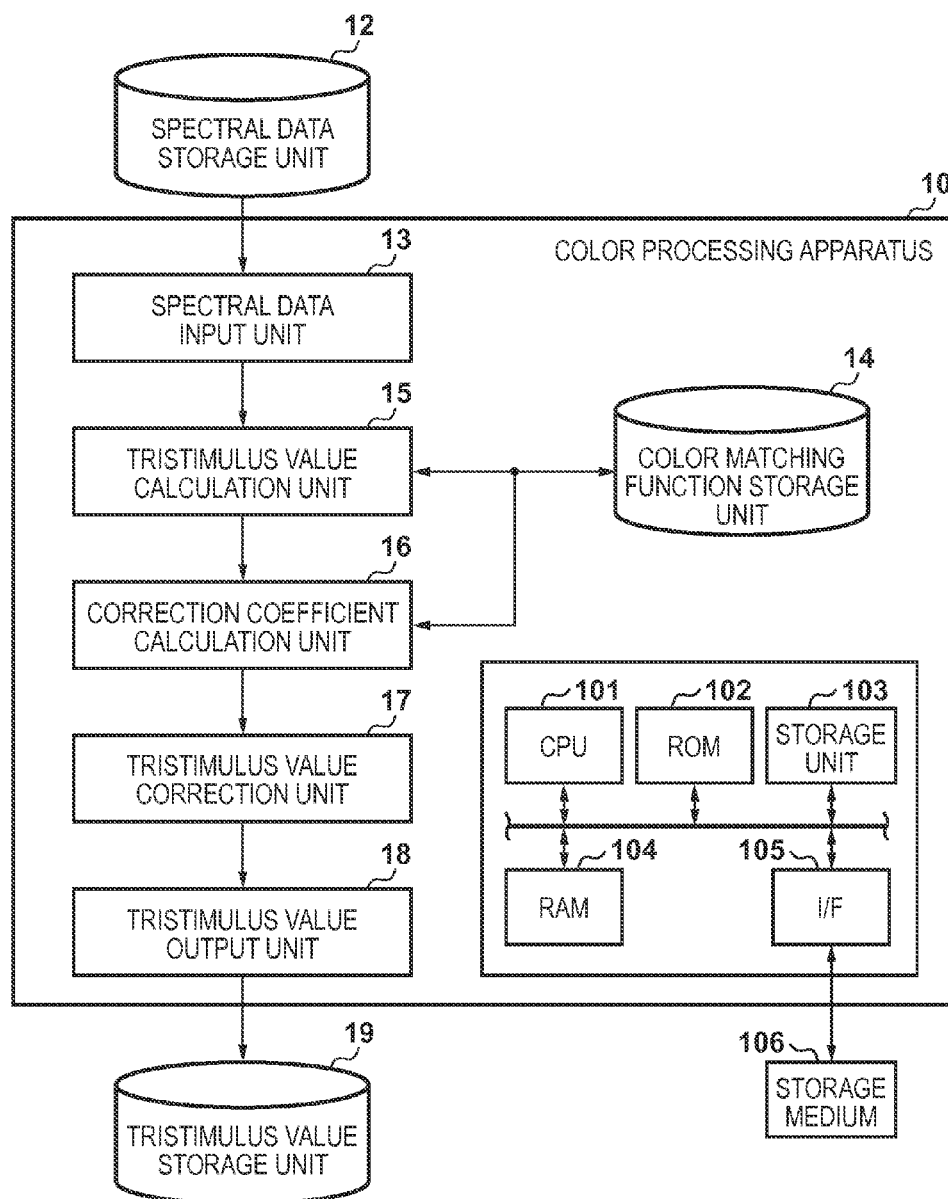 12
SPECTRAL DATA
STORAGE UNIT
10
COLOR PROCESSING APPARATUS
13
SPECTRAL DATA
INPUT UNIT
15
TRISTIMULUS VALUE
CALCULATION UNIT
14
COLOR MATCHING
FUNCTION STORAGE
UNIT
16
CORRECTION COEFFICIENT
CALCULATION UNIT
17
TRISTIMULUS VALUE
CORRECTION UNIT
18
TRISTIMULUS VALUE
OUTPUT UNIT
101
CPU
102
ROM
103
STORAGE
UNIT
104
RAM
105
I/F
106
STORAGE
MEDIUM
19
TRISTIMULUS VALUE
STORAGE UNIT